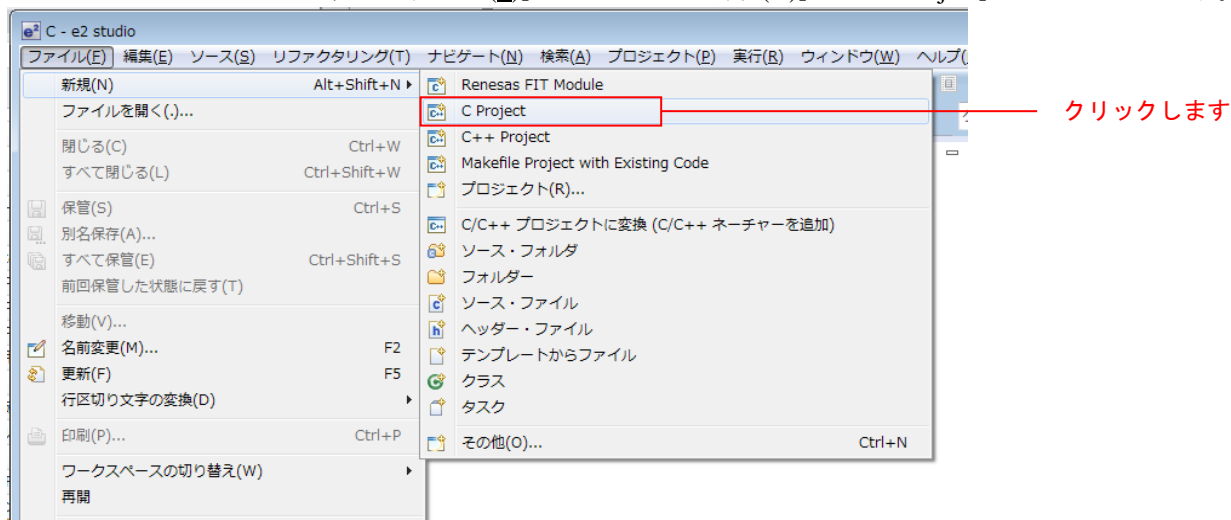 C - e2 studio
ファイル(F) 編集(E) ソース(S) リファクタリング(T) ナビゲート(N) 検索(A) プロジェクト(P) 実行(R) ウィンドウ(W) ヘルプ(
新規(N) Alt+Shift+N
ファイルを開く(.)...
閉じる(C) Ctrl+W
すべて閉じる(L) Ctrl+Shift+W
保管(S) Ctrl+S
別名保存(A)...
すべて保管(E) Ctrl+Shift+S
前回保管した状態に戻す(T)
移動(V)...
名前変更(M)... F2
更新(F) F5
行区切り文字の変換(D)
印刷(P)... Ctrl+P
ワークスペースの切り替え(W)
再開
Renesas FIT Module
C Project
C++ Project
Makefile Project with Existing Code
プロジェクト(R)...
C/C++ プロジェクトに変換 (C/C++ ネーチャーを追加)
ソース・フォルダ
フォルダー
ソース・ファイル
ヘッダー・ファイル
テンプレートからファイル
クラス
タスク
その他(O)... Ctrl+N
クリックします